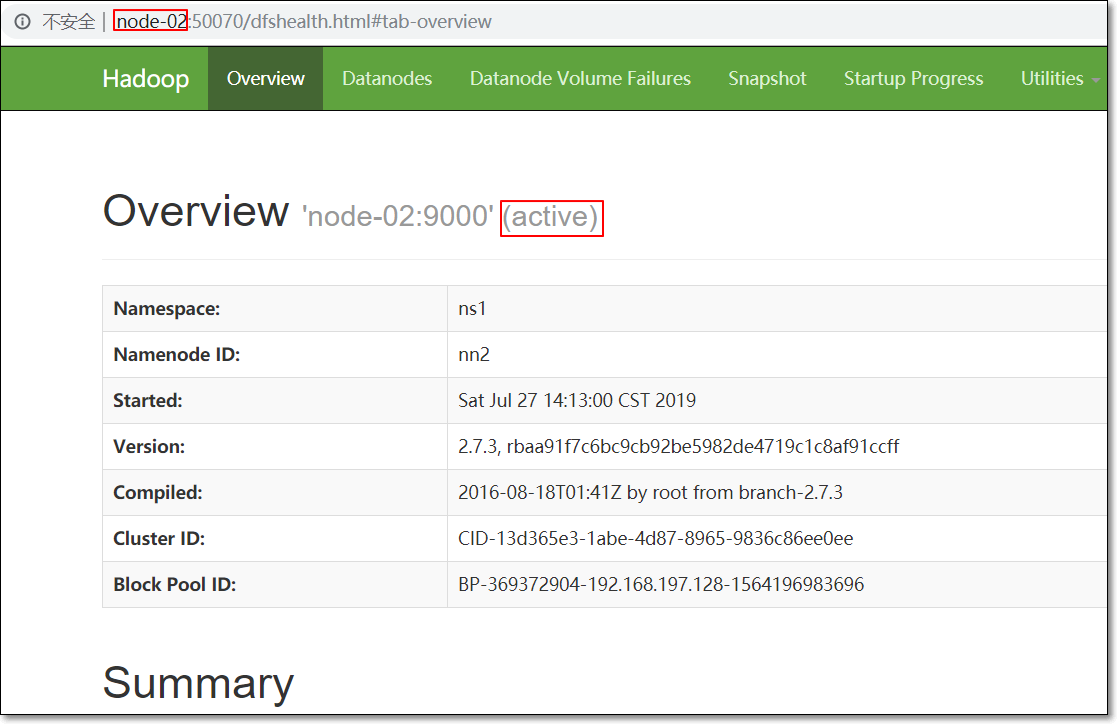 不安全 | node-02:50070/dfshealth.html#tab-overview
Hadoop Overview Datanodes Datanode Volume Failures Snapshot Startup Progress Utilities
Overview 'node-02:9000' (active)
Namespace: ns1
Namenode ID: nn2
Started: Sat Jul 27 14:13:00 CST 2019
Version: 2.7.3, rbaa91f7c6bc9cb92be5982de4719c1c8af91ccff
Compiled: 2016-08-18T01:41Z by root from branch-2.7.3
Cluster ID: CID-13d365e3-1abe-4d87-8965-9836c86ee0ee
Block Pool ID: BP-369372904-192.168.197.128-1564196983696
Summary